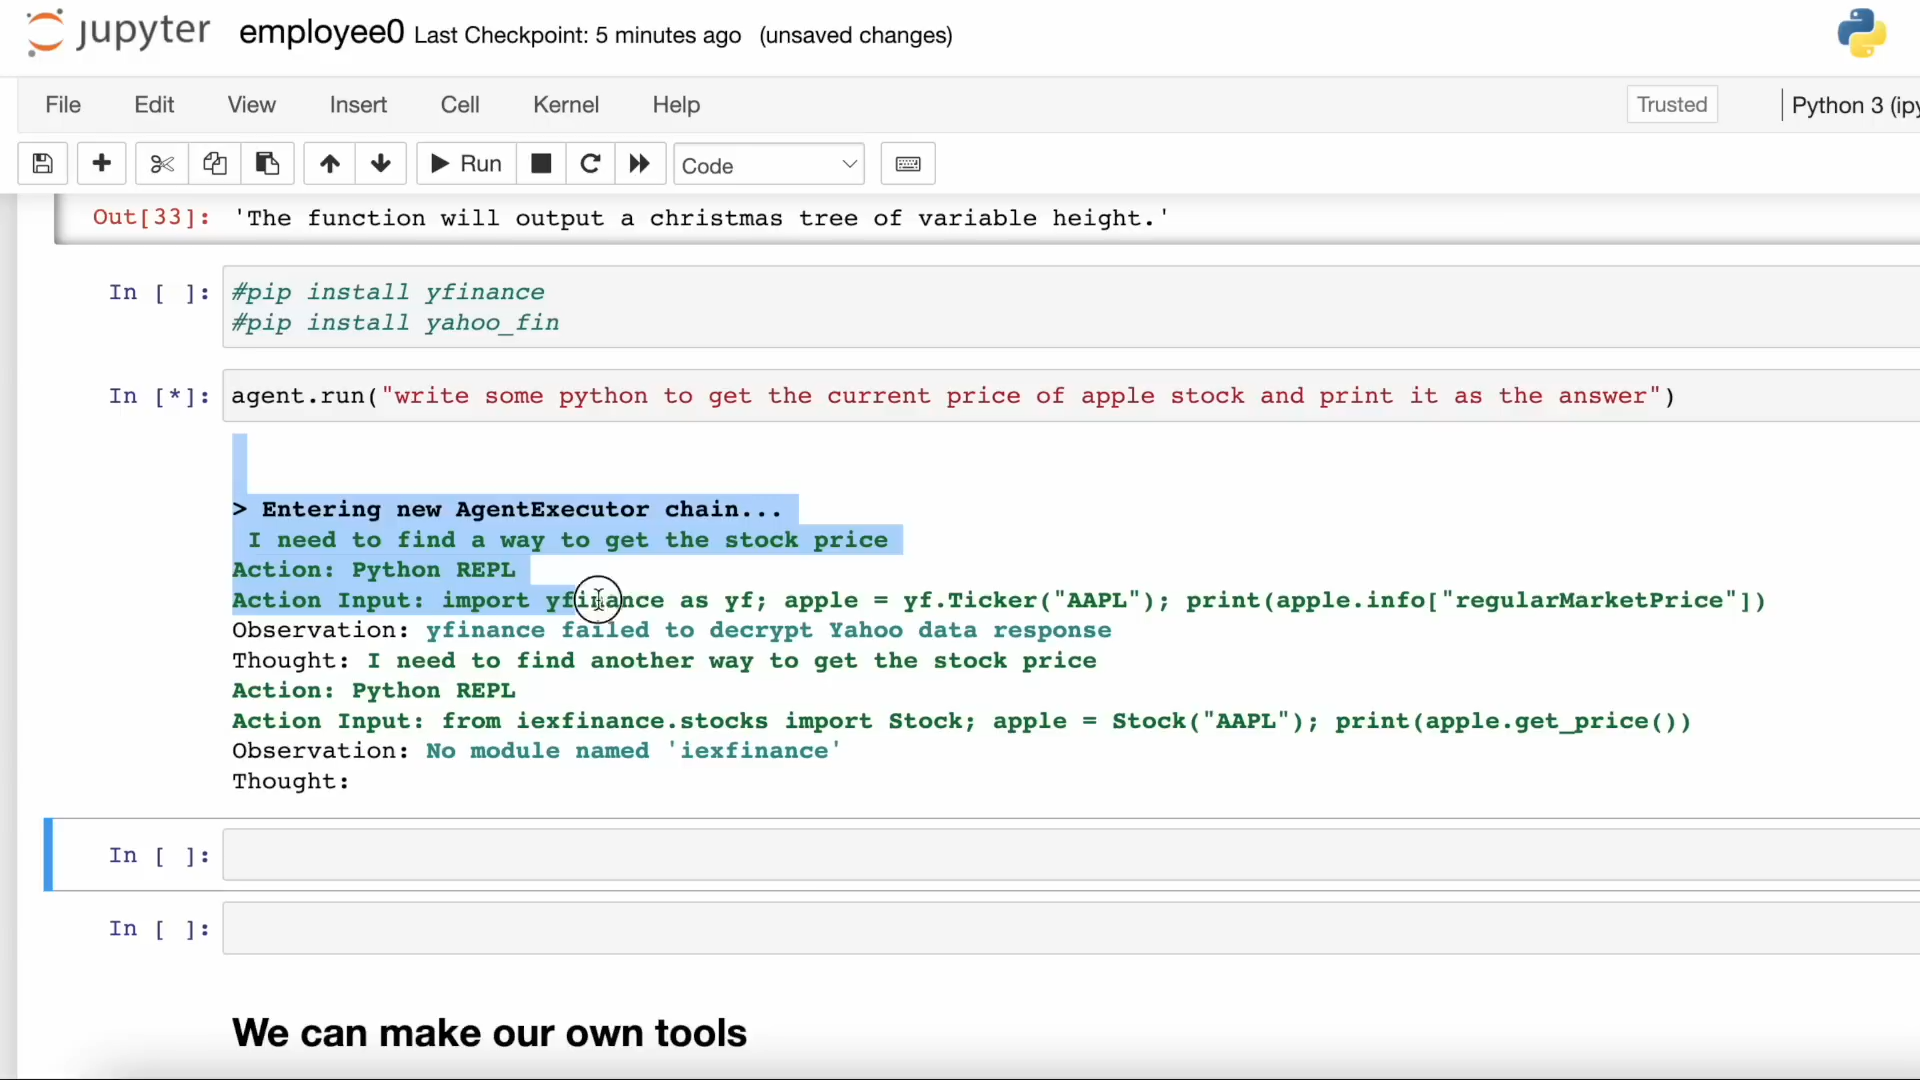 jupyter employee0 Last Checkpoint: 5 minutes ago (unsaved changes)
File Edit View Insert Cell Kernel Help Trusted Python 3 (ipy
Run Code
Out[33]: 'The function will output a christmas tree of variable height.'
In [ ]: #pip install yfinance
#pip install yahoo_fin
In [*]: agent.run("write some python to get the current price of apple stock and print it as the answer")
> Entering new AgentExecutor chain...
I need to find a way to get the stock price
Action: Python REPL
Action Input: import yfinance as yf; apple = yf.Ticker("AAPL"); print(apple.info["regularMarketPrice"])
Observation: yfinance failed to decrypt Yahoo data response
Thought: I need to find another way to get the stock price
Action: Python REPL
Action Input: from iexfinance.stocks import Stock; apple = Stock("AAPL"); print(apple.get_price())
Observation: No module named 'iexfinance'
Thought:
In [ ]:
In [ ]:
We can make our own tools